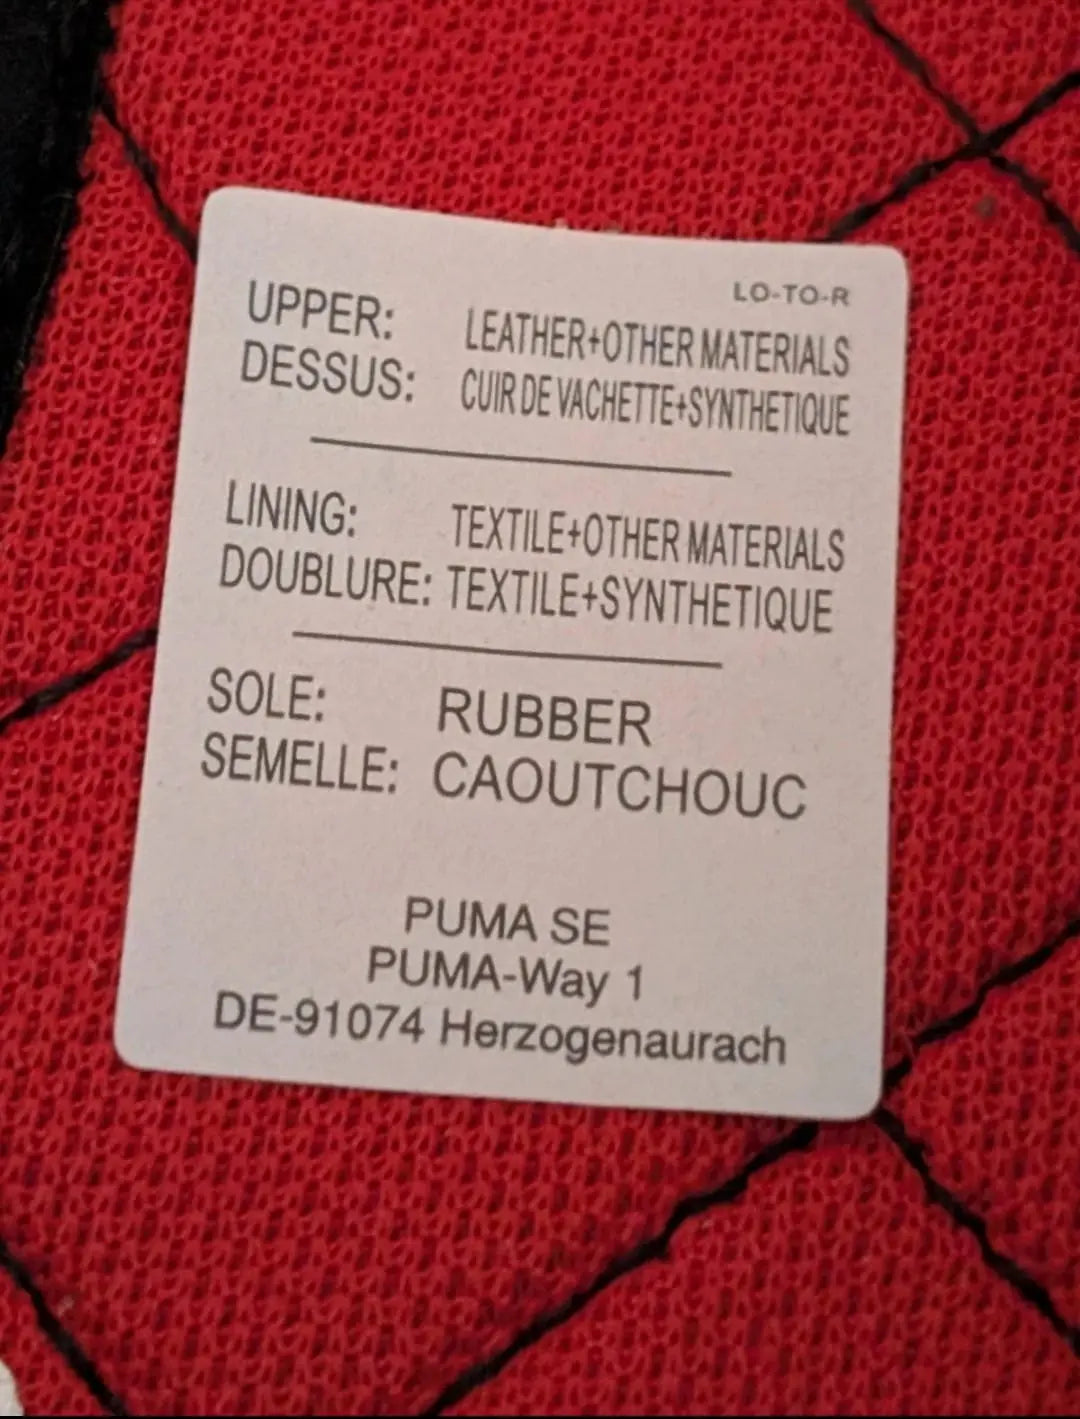 LO-TO-R
UPPER: LEATHER+OTHER MATERIALS
DESSUS: CUIR DE VACHETTE+SYNTHETIQUE
LINING: TEXTILE+OTHER MATERIALS
DOUBLURE: TEXTILE+SYNTHETIQUE
SOLE: RUBBER
SEMELLE: CAOUTCHOUC
PUMA SE
PUMA-Way 1
DE-91074 Herzogenaurach